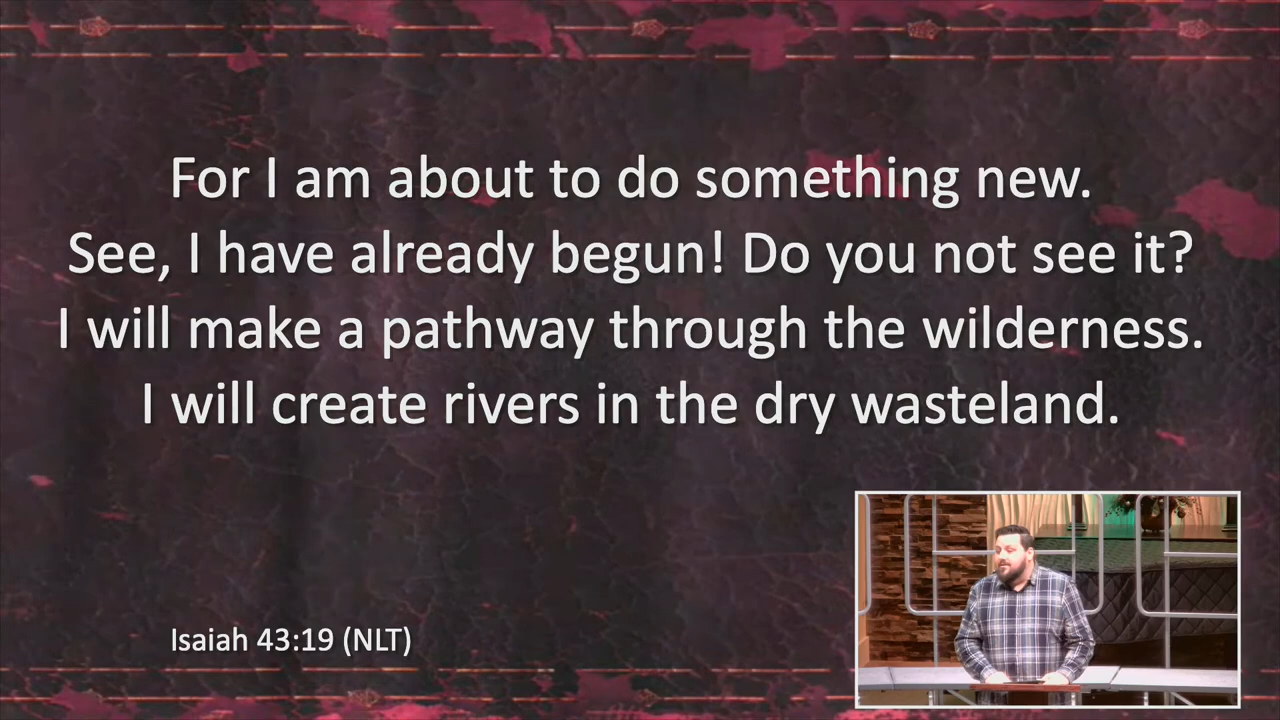 For I am about to do something new.
See, I have already begun! Do you not see it?
I will make a pathway through the wilderness.
I will create rivers in the dry wasteland.
Isaiah 43:19 (NLT)